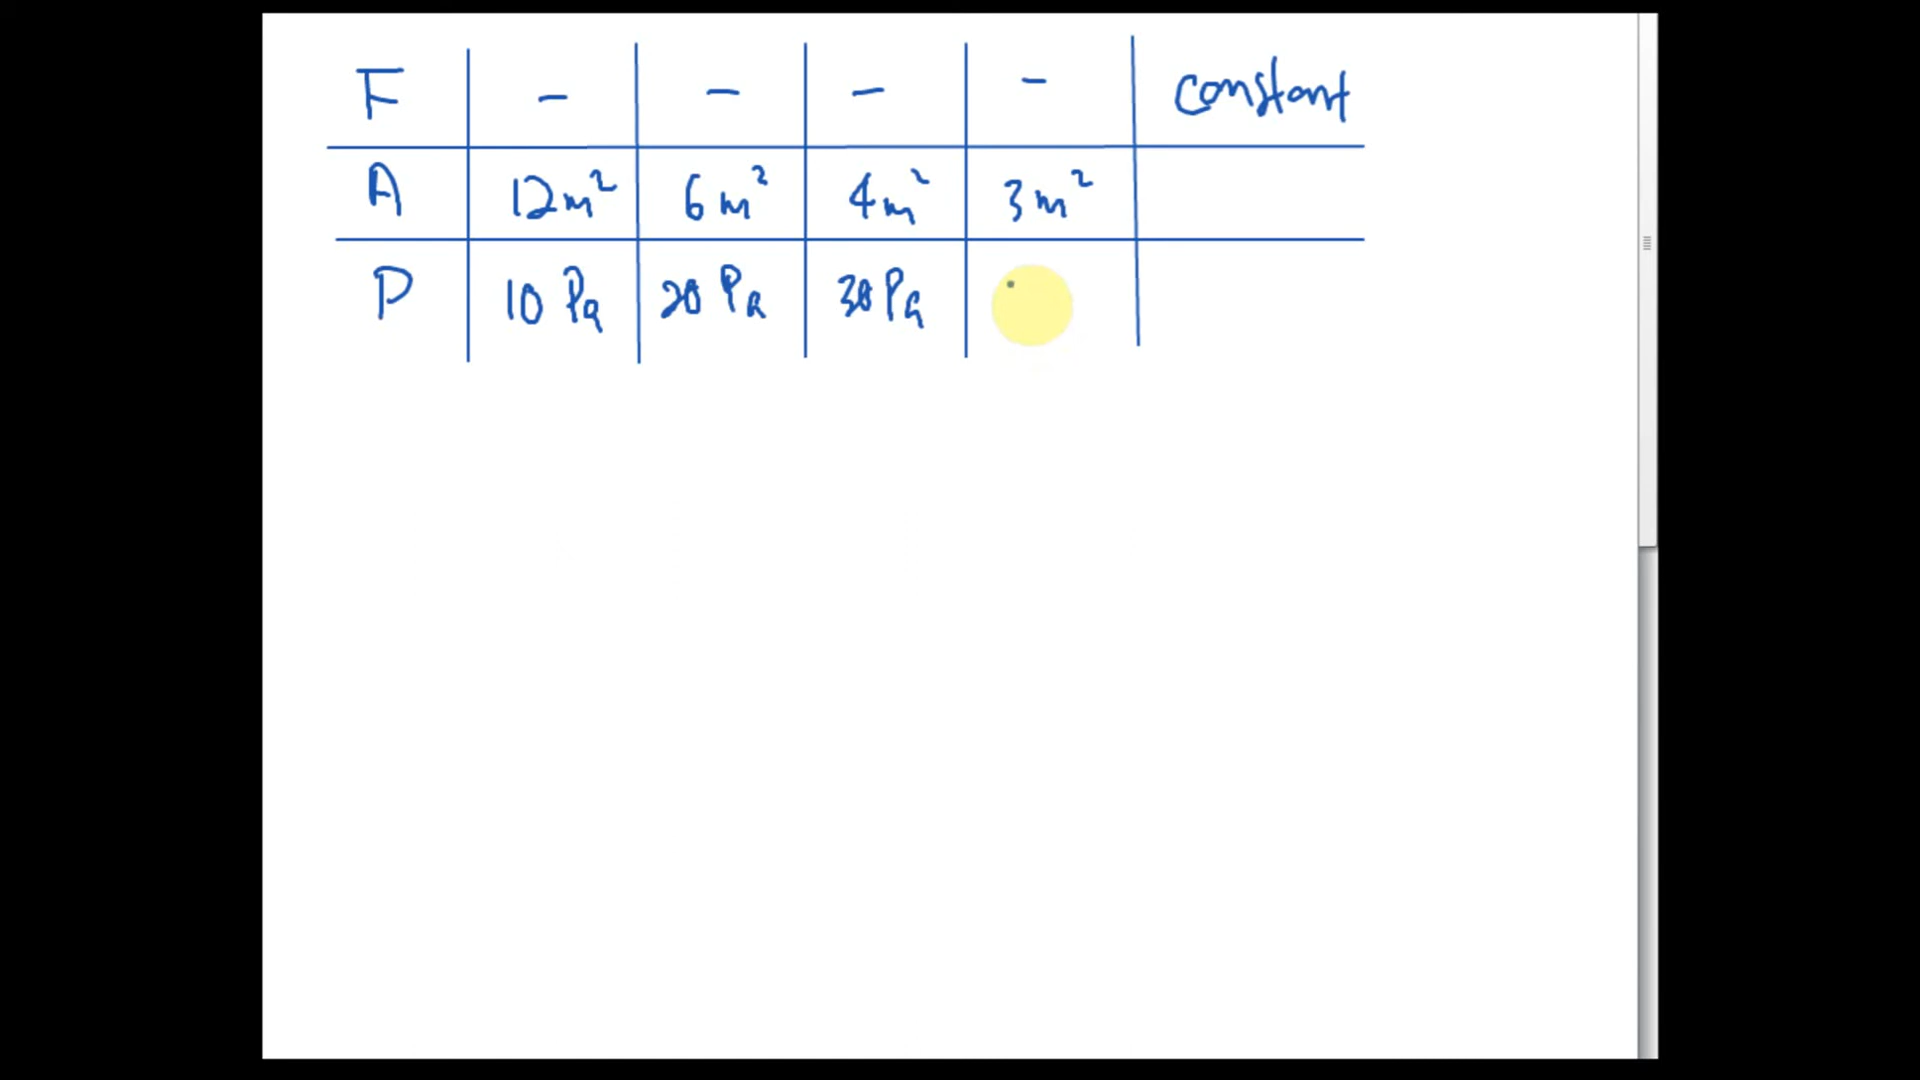 F - - - - constant
A 12m² 6m² 4m² 3m²
P 10 Pa 20 Pa 30 Pa